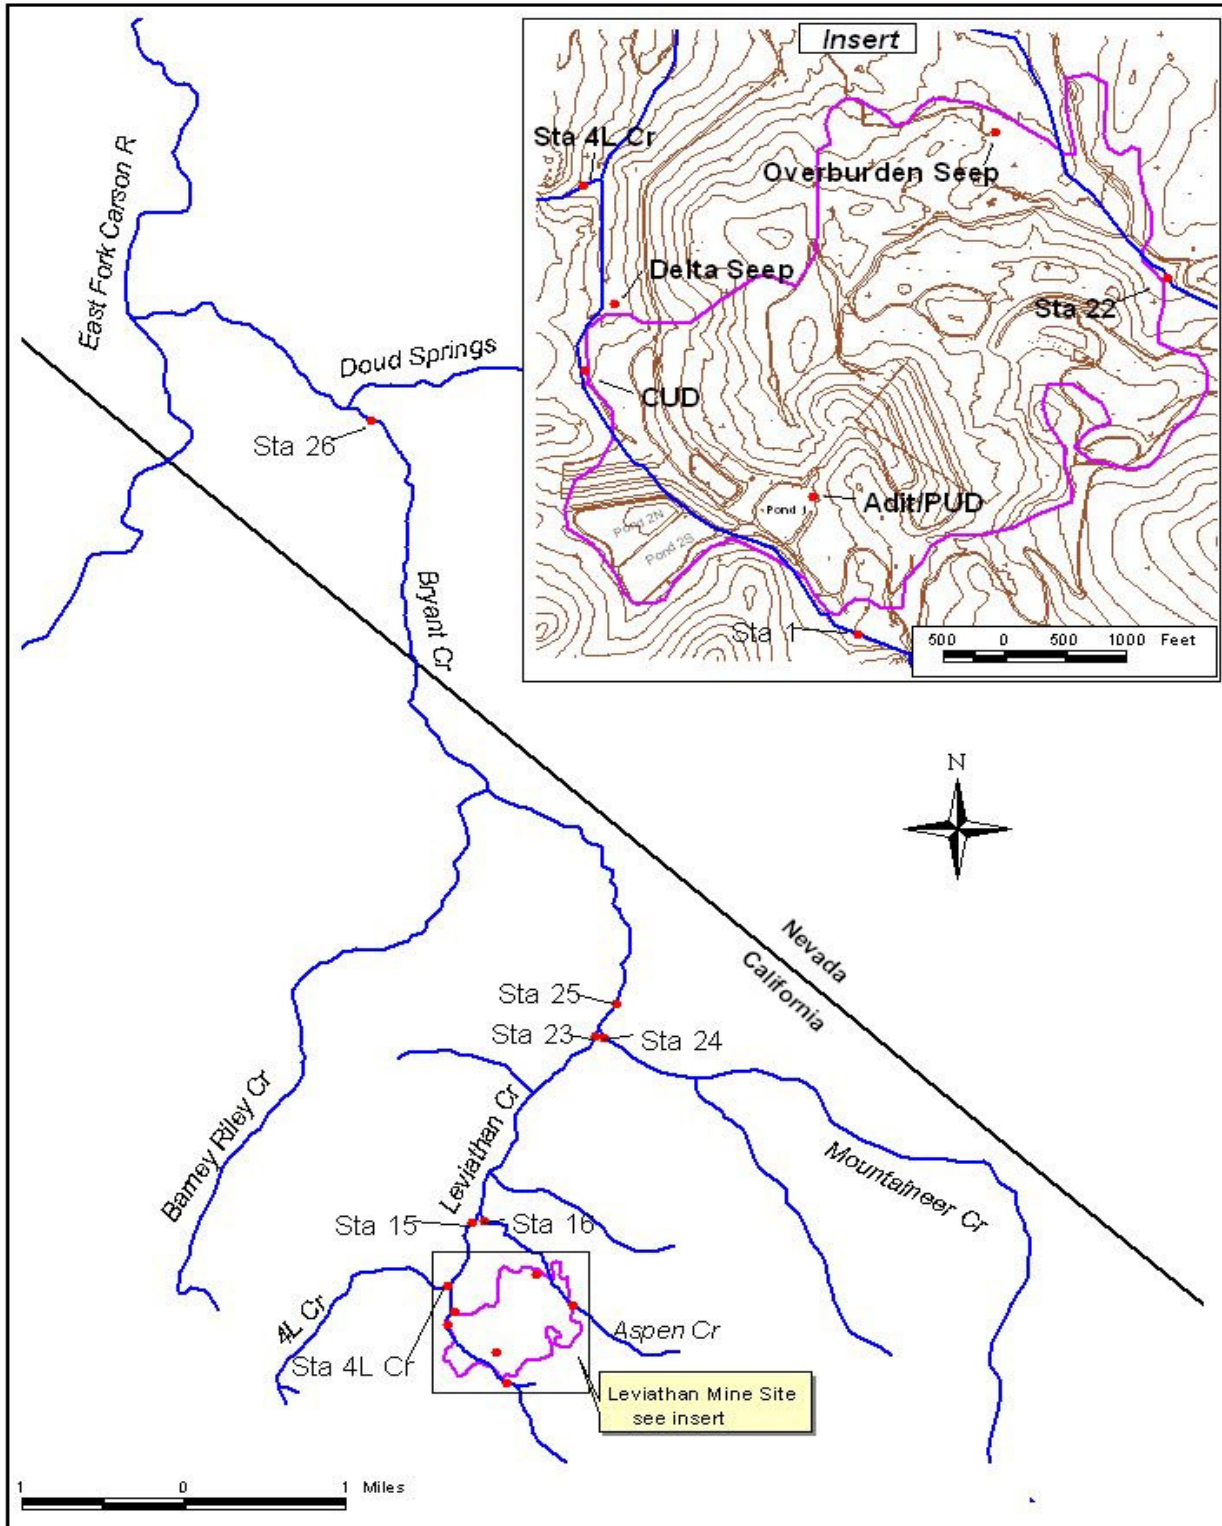 Insert
Sta 4L Cr
Overburden Seep
Delta Seep
Sta 22
CUD
Adit/PUD
Pond 1
Pond 2N
Pond 2S
Sta 1
500 0 500 1000 Feet
East Fork Carson R
Doud Springs
Sta 26
Bryant Cr
N
Nevada
California
Sta 25
Sta 23
Sta 24
Leviathan Cr
Barney Riley Cr
Mountaineer Cr
Sta 15
Sta 16
4L Cr
Aspen Cr
Sta 4L Cr
Leviathan Mine Site
see insert
1 0 1 Miles